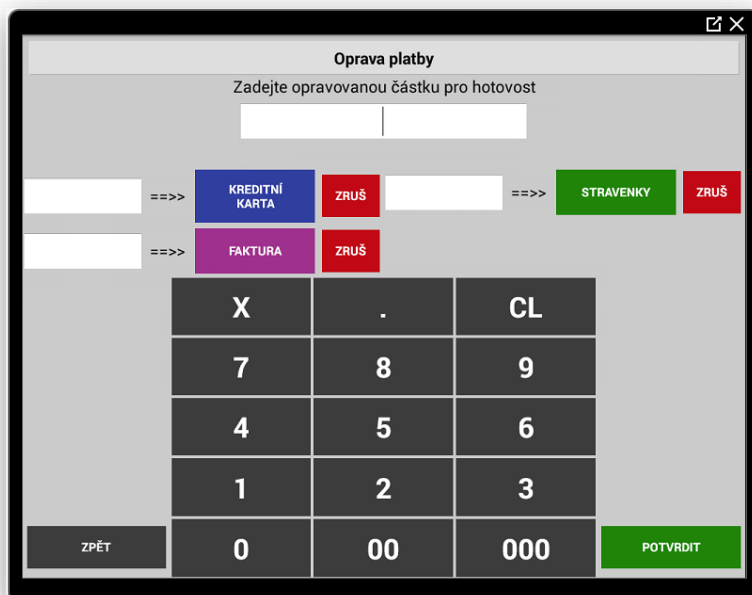 Oprava platby
Zadejte opravovanou částku pro hotovost
==>> KREDITNÍ KARTA ZRUŠ ==>> STRAVENKY ZRUŠ
==>> FAKTURA ZRUŠ
X . CL
7 8 9
4 5 6
1 2 3
ZPĚT 0 00 000 POTVRDIT